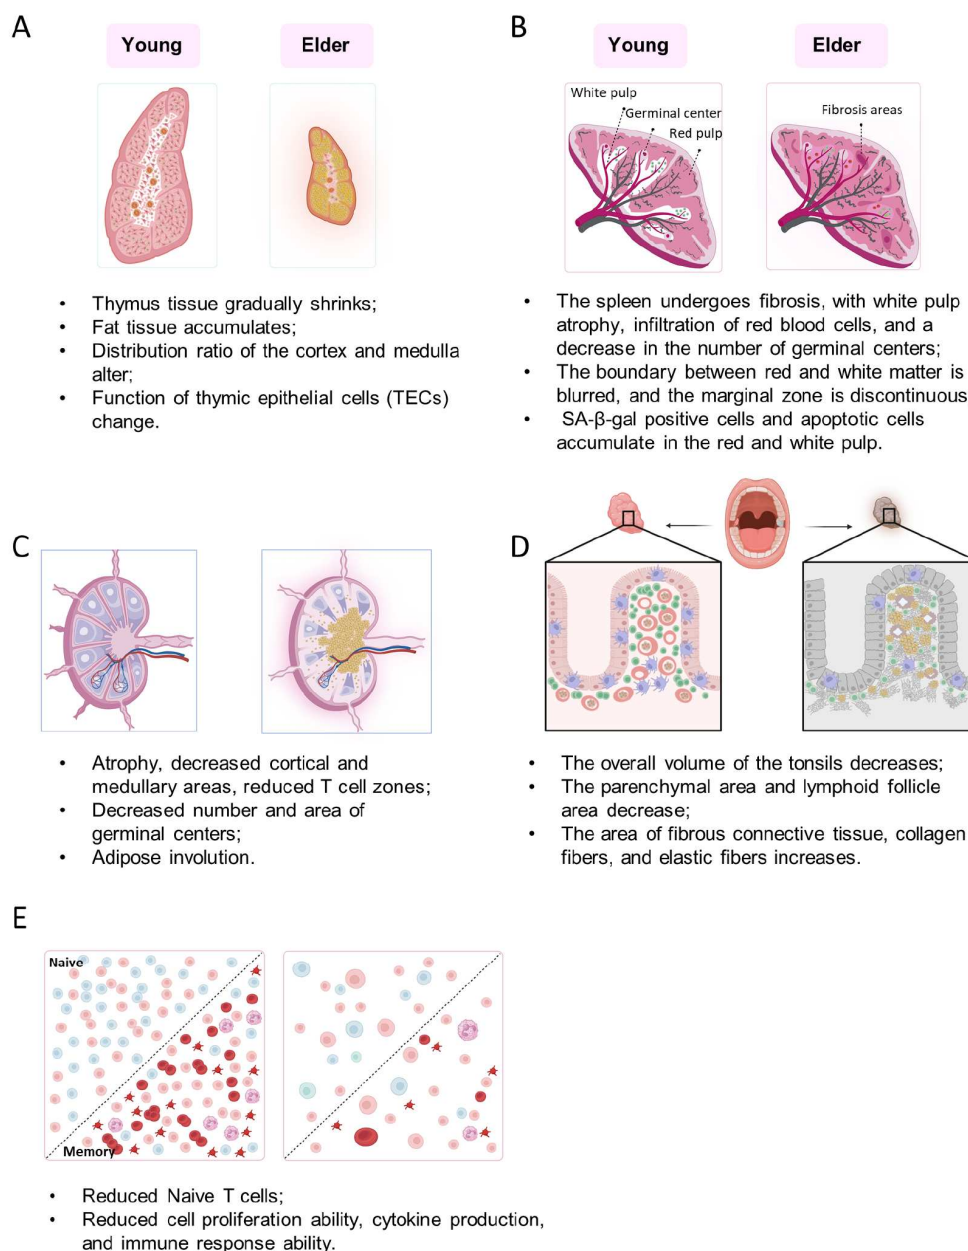 A
Young
Elder
• Thymus tissue gradually shrinks;
• Fat tissue accumulates;
• Distribution ratio of the cortex and medulla
alter;
• Function of thymic epithelial cells (TECs)
change.
B
Young
Elder
White pulp
Germinal center
Red pulp
Fibrosis areas
• The spleen undergoes fibrosis, with white pulp
atrophy, infiltration of red blood cells, and a
decrease in the number of germinal centers;
• The boundary between red and white matter is
blurred, and the marginal zone is discontinuous
• SA-β-gal positive cells and apoptotic cells
accumulate in the red and white pulp.
C
• Atrophy, decreased cortical and
medullary areas, reduced T cell zones;
• Decreased number and area of
germinal centers;
• Adipose involution.
D
• The overall volume of the tonsils decreases;
• The parenchymal area and lymphoid follicle
area decrease;
• The area of fibrous connective tissue, collagen
fibers, and elastic fibers increases.
E
Naive
Memory
• Reduced Naive T cells;
• Reduced cell proliferation ability, cytokine production,
and immune response ability.